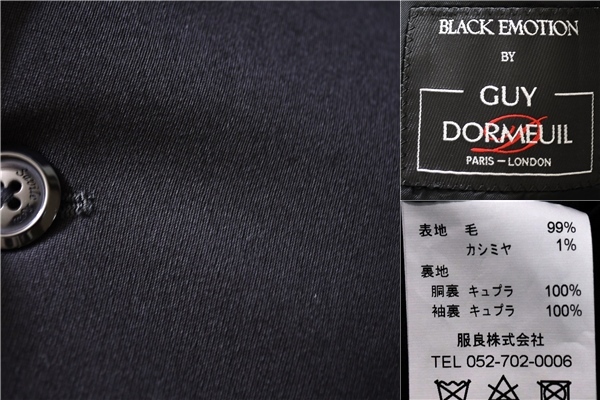 BLACK EMOTION
BY
GUY
DORMEUIL
PARIS – LONDON
表地 毛 99%
カシミヤ 1%
裏地
胴裏 キュプラ 100%
袖裏 キュプラ 100%
服良株式会社
TEL 052-702-0006